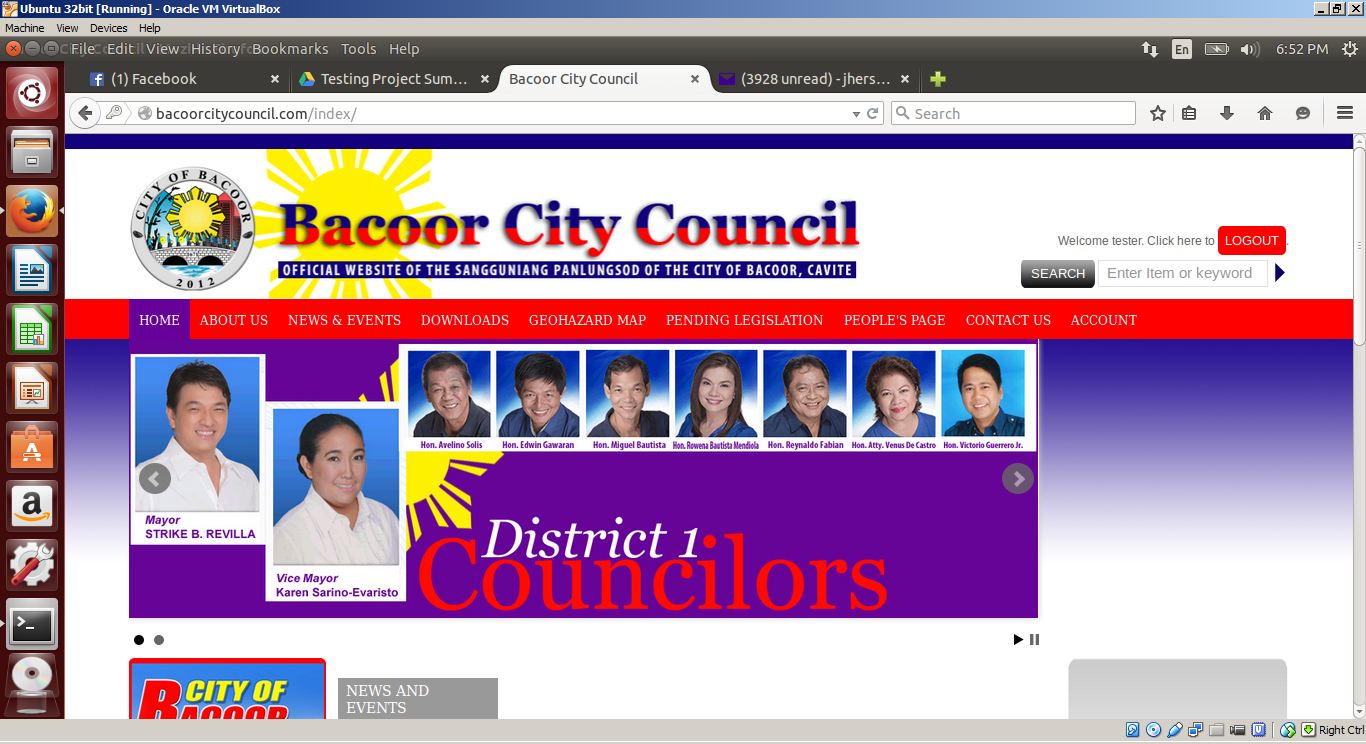 Ubuntu 32bit [Running] - Oracle VM VirtualBox
Machine View Devices Help
File Edit View History Bookmarks Tools Help
En
6:52 PM
(1) Facebook
Testing Project Sum...
Bacoor City Council
(3928 unread) - jhers...
bacoorcitycouncil.com/index/
Search
CITY OF BACOOR
2012
Bacoor City Council
OFFICIAL WEBSITE OF THE SANGGUNIANG PANLUNGSOD OF THE CITY OF BACOOR, CAVITE
Welcome tester. Click here to LOGOUT.
SEARCH Enter Item or keyword
HOME ABOUT US NEWS & EVENTS DOWNLOADS GEOHAZARD MAP PENDING LEGISLATION PEOPLE'S PAGE CONTACT US ACCOUNT
Hon. Avelino Solis
Hon. Edwin Gawaran
Hon. Miguel Bautista
Hon. Rowena Bautista Mendiola
Hon. Reynaldo Fabian
Hon. Atty. Venus De Castro
Hon. Victorio Guerrero Jr.
Mayor
STRIKE B. REVILLA
Vice Mayor
Karen Sarino-Evaristo
District 1
Councilors
CITY OF
BACOOR
NEWS AND
EVENTS
Right Ctrl